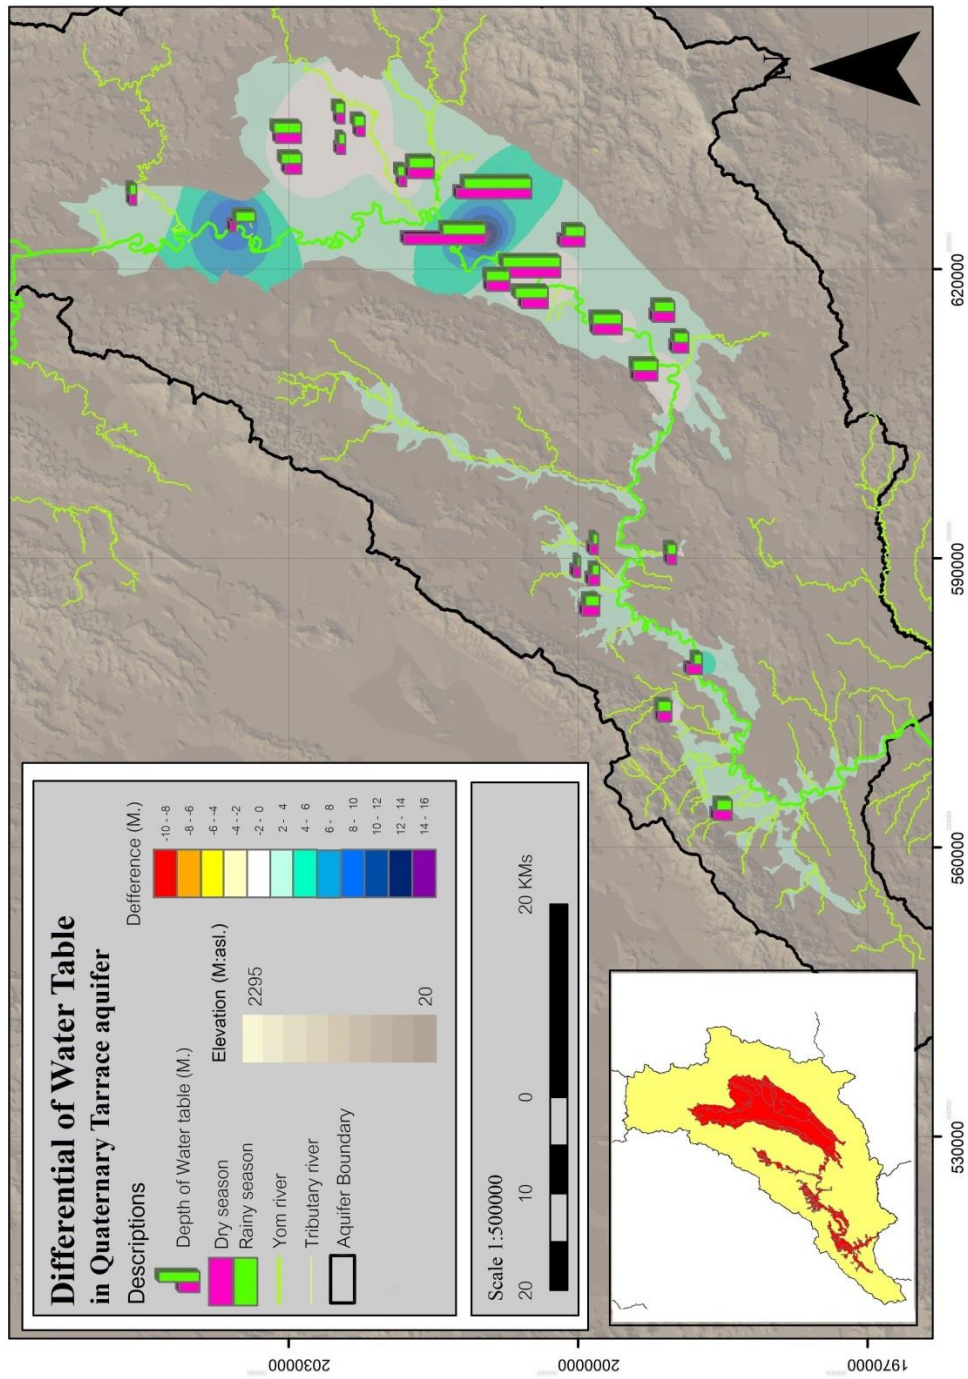 Differential of Water Table
in Quaternary Tarrace aquifer
Descriptions
Depth of Water table (M.)
Dry season
Rainy season
Yom river
Tributary river
Aquifer Boundary
Elevation (M:asl.)
2295
20
Defference (M.)
-10 - -8
-8 - -6
-6 - -4
-4 - -2
-2 - 0
2 - 4
4 - 6
6 - 8
8 - 10
10 - 12
12 - 14
14 - 16
Scale 1:500000
20
10
0
20 KMs
2030000
2000000
1970000
530000
560000
590000
620000